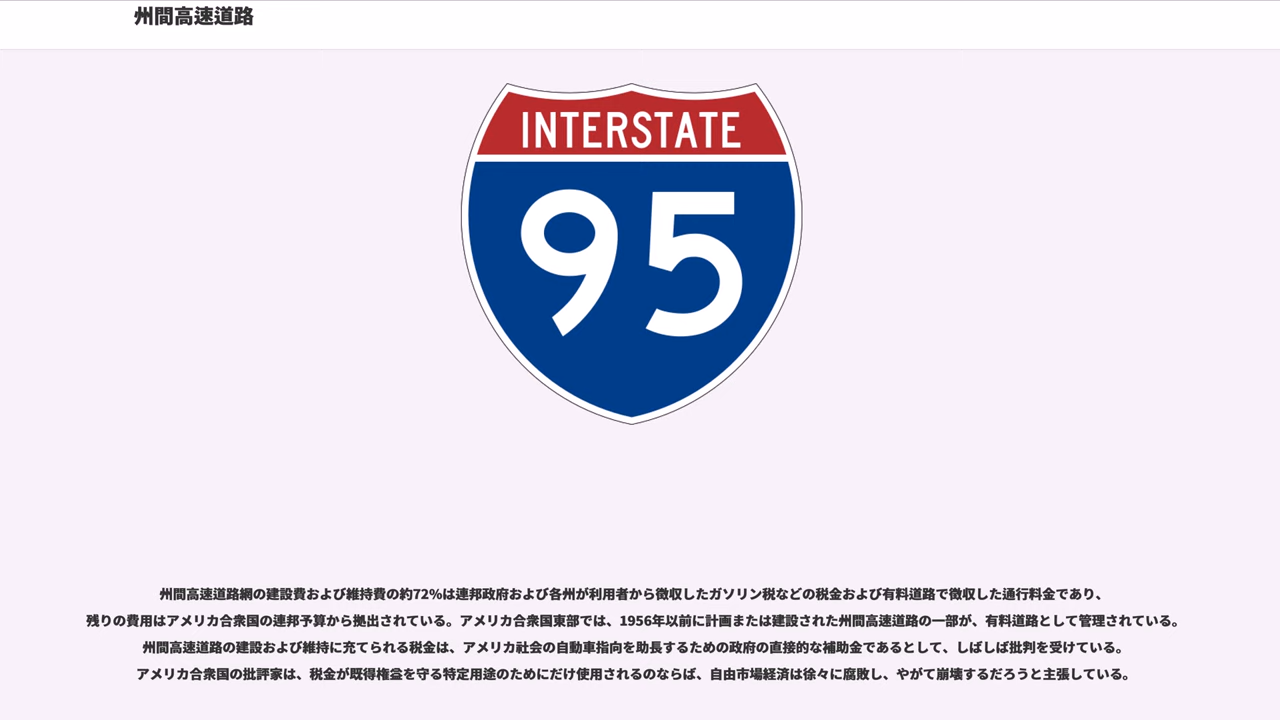 州間高速道路
INTERSTATE
95
州間高速道路網の建設費および維持費の約72%は連邦政府および各州が利用者から徴収したガソリン税などの税金および有料道路で徴収した通行料金であり、
残りの費用はアメリカ合衆国の連邦予算から拠出されている。アメリカ合衆国東部では、1956年以前に計画または建設された州間高速道路の一部が、有料道路として管理されている。
州間高速道路の建設および維持に充てられる税金は、アメリカ社会の自動車指向を助長するための政府の直接的な補助金であるとして、しばしば批判を受けている。
アメリカ合衆国の批評家は、税金が既得権益を守る特定用途のためにだけ使用されるのならば、自由市場経済は徐々に腐敗し、やがて崩壊するだろうと主張している。